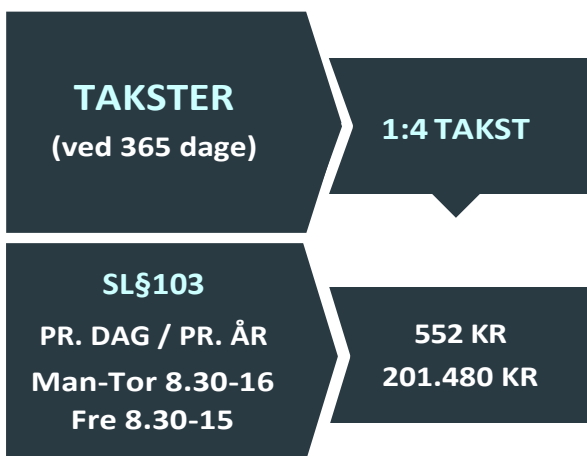 TAKSTER
(ved 365 dage)
1:4 TAKST
SL§103
PR. DAG / PR. ÅR
Man-Tor 8.30-16
Fre 8.30-15
552 KR
201.480 KR